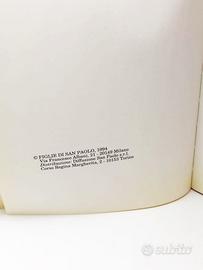 © FIGLIE DI SAN PAOLO, 1994
Via Francesco Albani, 21 - 20149 Milano
Distribuzione: Diffusione San Paolo s.r.l.
Corso Regina Margherita, 2 - 10153 Torino
subito